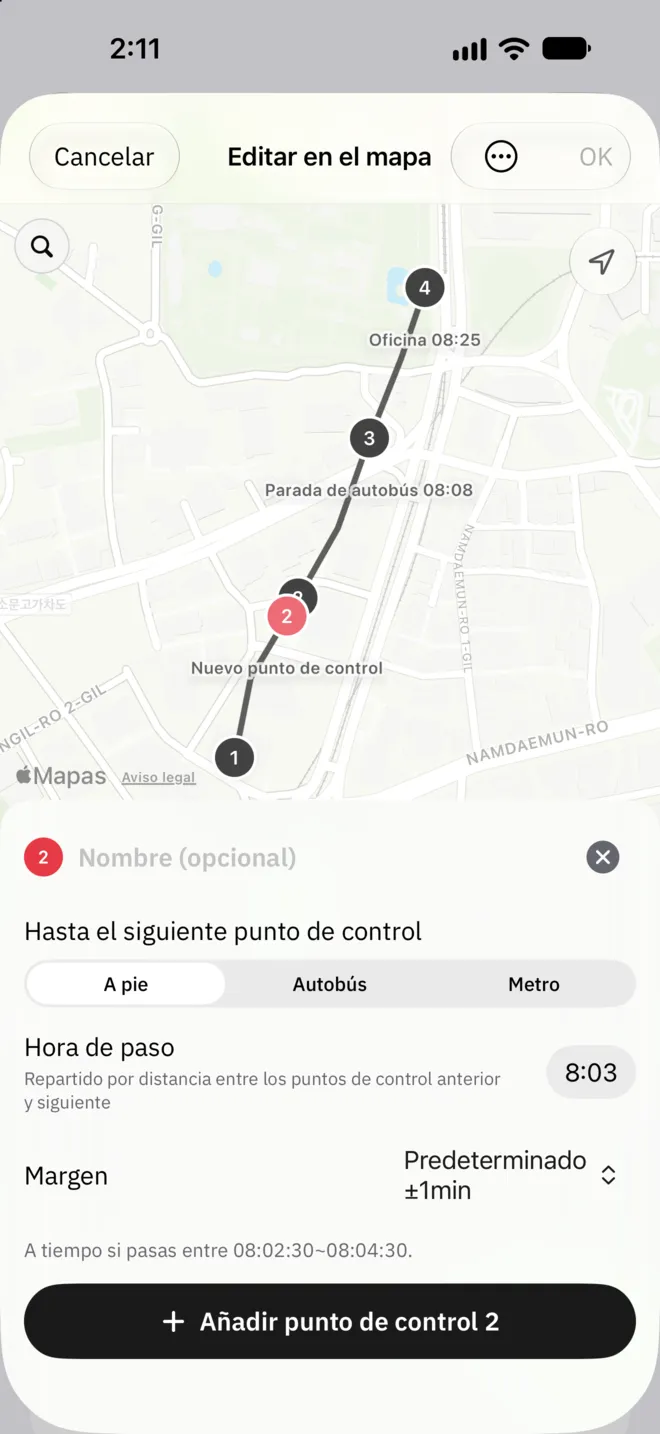 2:11
Cancelar
Editar en el mapa
OK
G-GIL
4
Oficina 08:25
3
Parada de autobús 08:08
NAMDAEMUN-RO 1-GIL
소문고가차도
2
Nuevo punto de control
NGIL-RO 2-GIL
1
NAMDAEMUN-RO
Mapas
Aviso legal
2
Nombre (opcional)
Hasta el siguiente punto de control
A pie
Autobús
Metro
Hora de paso
Repartido por distancia entre los puntos de control anterior
y siguiente
8:03
Margen
Predeterminado
±1min
A tiempo si pasas entre 08:02:30~08:04:30.
Añadir punto de control 2